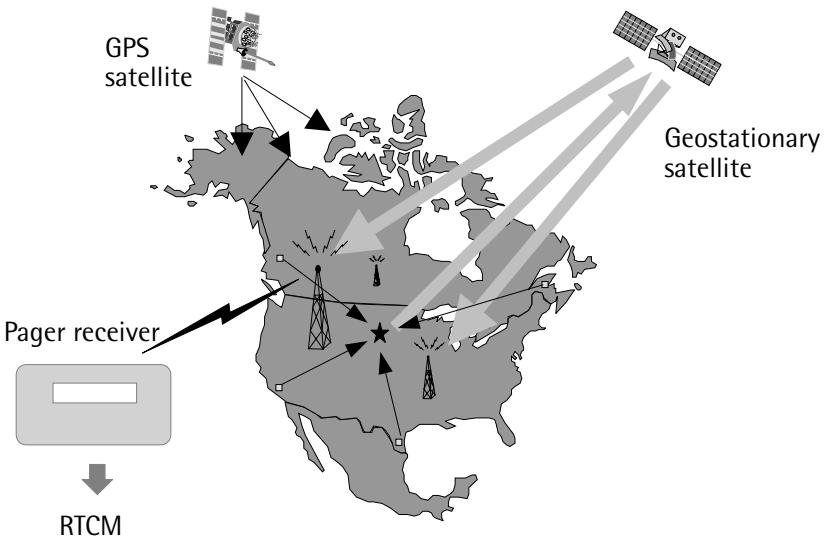 GPS
satellite
Geostationary
satellite
Pager receiver
RTCM